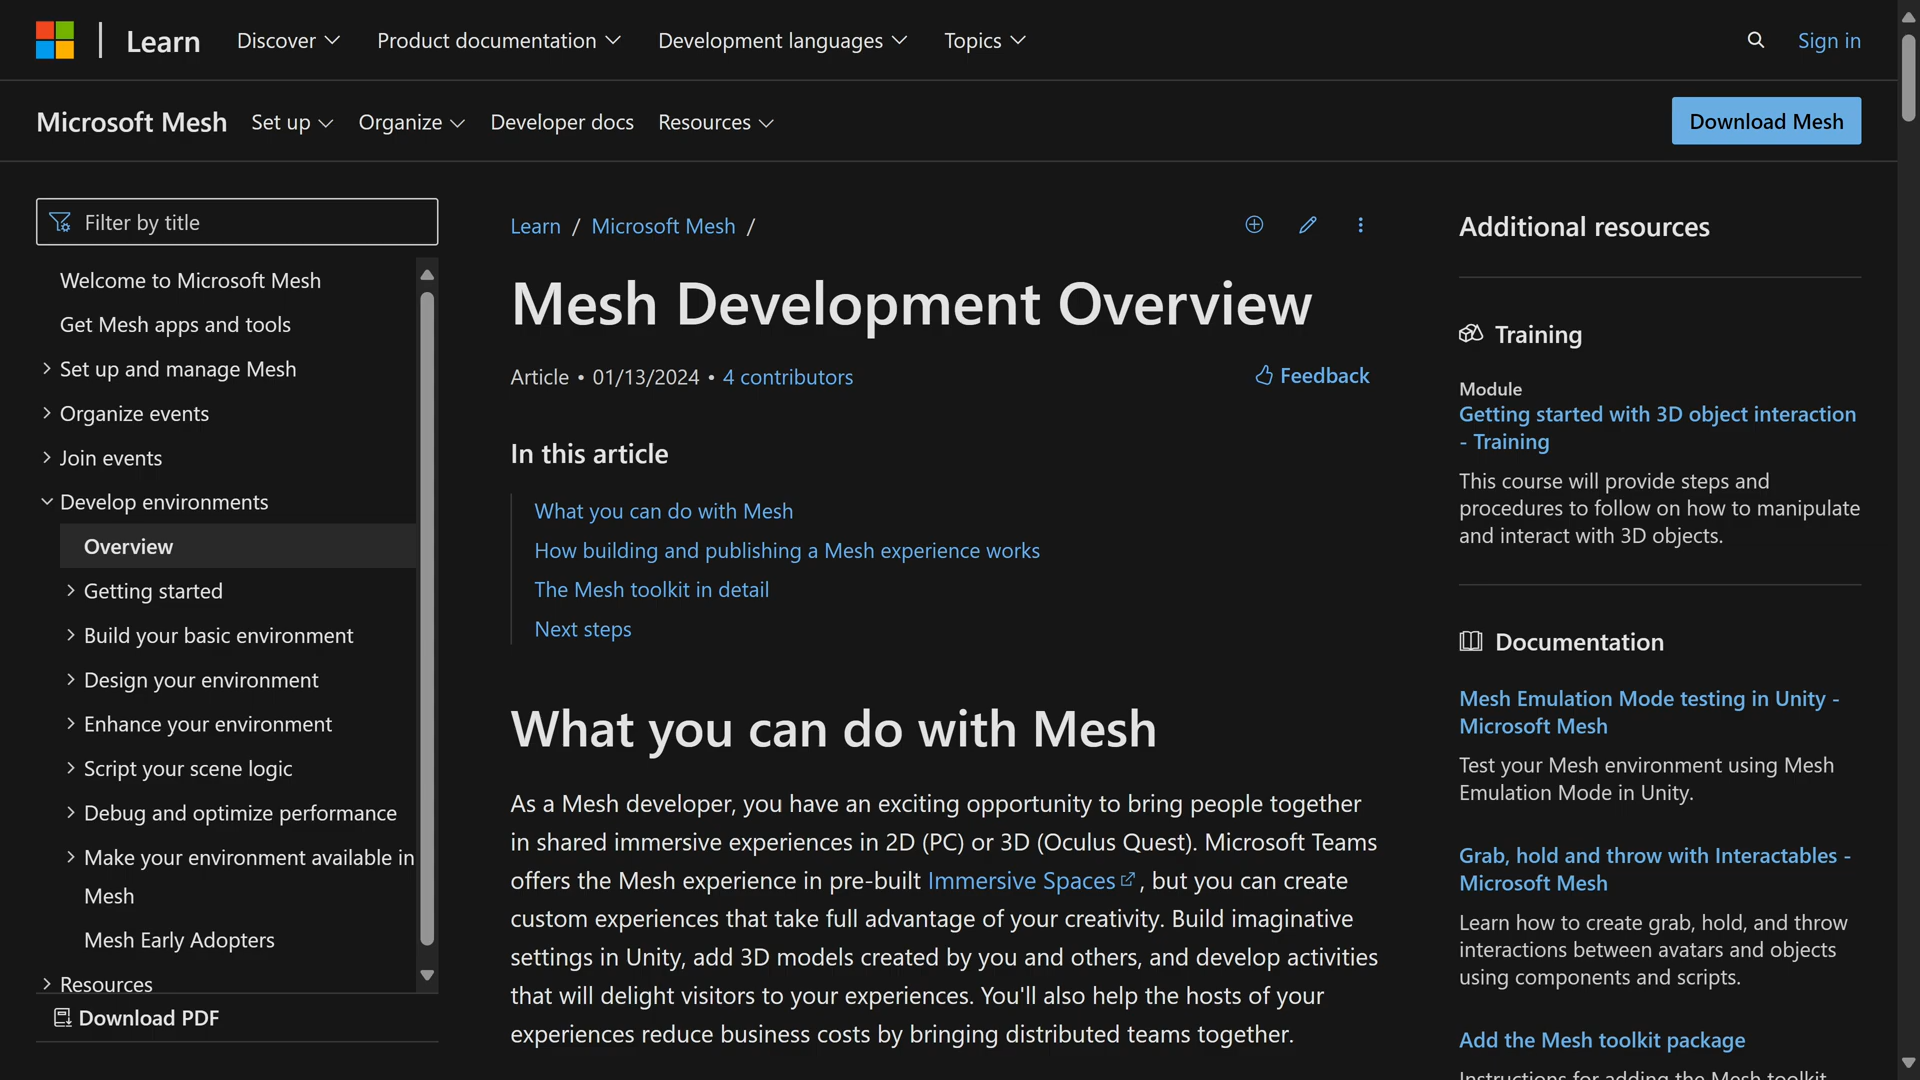 Learn
Discover
Product documentation
Development languages
Topics
Sign in
Microsoft Mesh
Set up
Organize
Developer docs
Resources
Download Mesh
Filter by title
Welcome to Microsoft Mesh
Get Mesh apps and tools
Set up and manage Mesh
Organize events
Join events
Develop environments
Overview
Getting started
Build your basic environment
Design your environment
Enhance your environment
Script your scene logic
Debug and optimize performance
Make your environment available in
Mesh
Mesh Early Adopters
Resources
Download PDF
Learn / Microsoft Mesh /
Mesh Development Overview
Article • 01/13/2024 • 4 contributors
Feedback
In this article
What you can do with Mesh
How building and publishing a Mesh experience works
The Mesh toolkit in detail
Next steps
What you can do with Mesh
As a Mesh developer, you have an exciting opportunity to bring people together
in shared immersive experiences in 2D (PC) or 3D (Oculus Quest). Microsoft Teams
offers the Mesh experience in pre-built Immersive Spaces, but you can create
custom experiences that take full advantage of your creativity. Build imaginative
settings in Unity, add 3D models created by you and others, and develop activities
that will delight visitors to your experiences. You'll also help the hosts of your
experiences reduce business costs by bringing distributed teams together.
Additional resources
Training
Module
Getting started with 3D object interaction
- Training
This course will provide steps and
procedures to follow on how to manipulate
and interact with 3D objects.
Documentation
Mesh Emulation Mode testing in Unity -
Microsoft Mesh
Test your Mesh environment using Mesh
Emulation Mode in Unity.
Grab, hold and throw with Interactables -
Microsoft Mesh
Learn how to create grab, hold, and throw
interactions between avatars and objects
using components and scripts.
Add the Mesh toolkit package
Instructions for adding the Mesh toolkit